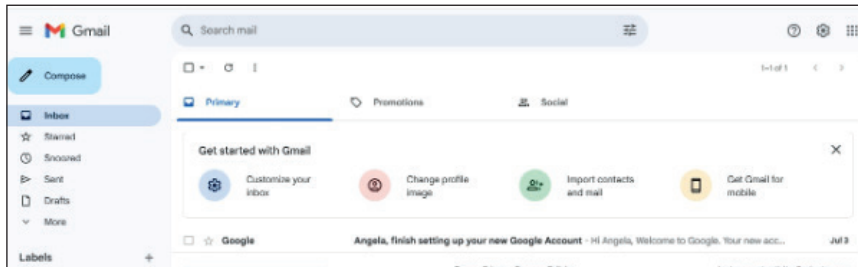 Gmail
Search mail
Compose
1–1 of 1
Primary
Promotions
Social
Inbox
Starred
Snoozed
Sent
Drafts
More
Labels
Get started with Gmail
Customize your
inbox
Change profile
image
Import contacts
and mail
Get Gmail for
mobile
Google
Angela, finish setting up your new Google Account - Hi Angela, Welcome to Google. Your new acc...
Jul 3